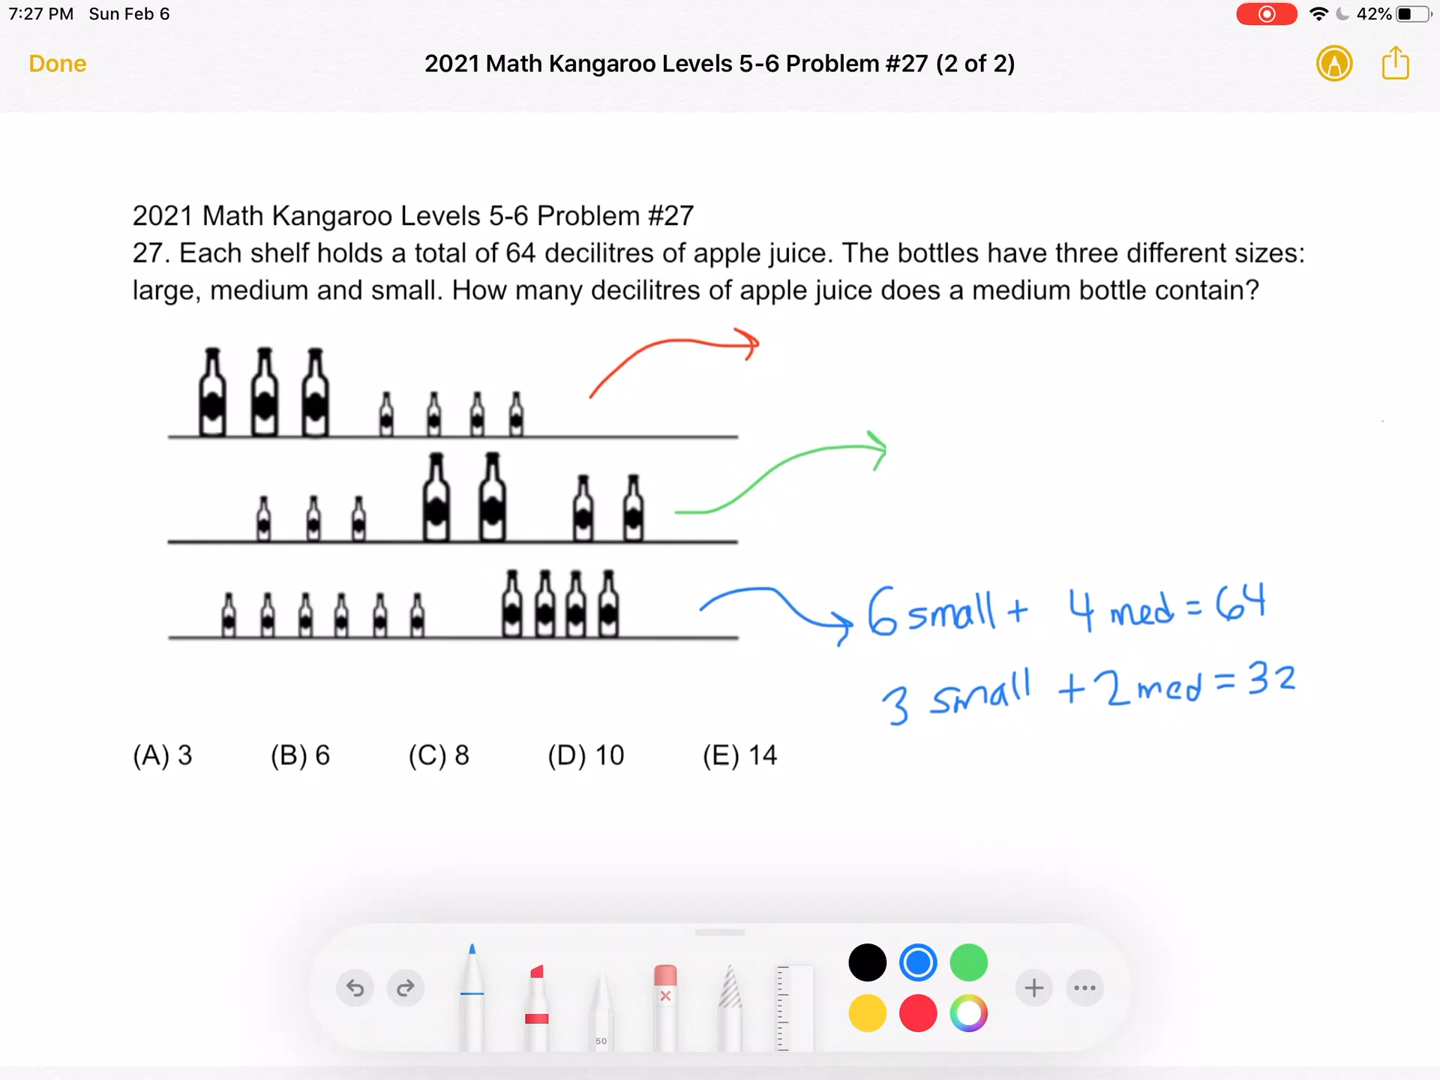 7:27 PM Sun Feb 6
42%
Done
2021 Math Kangaroo Levels 5-6 Problem #27 (2 of 2)
2021 Math Kangaroo Levels 5-6 Problem #27
27. Each shelf holds a total of 64 decilitres of apple juice. The bottles have three different sizes:
large, medium and small. How many decilitres of apple juice does a medium bottle contain?
6 small + 4 med = 64
3 small + 2 med = 32
(A) 3 (B) 6 (C) 8 (D) 10 (E) 14
50